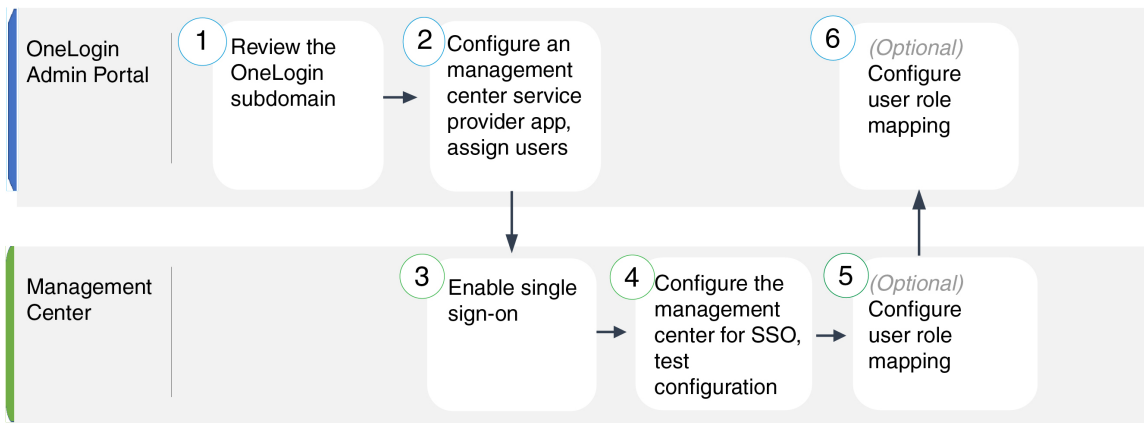 OneLogin
Admin Portal
1
Review the
OneLogin
subdomain
2
Configure an
management
center service
provider app,
assign users
6
(Optional)
Configure
user role
mapping
Management
Center
3
Enable single
sign-on
4
Configure the
management
center for SSO,
test
configuration
5
(Optional)
Configure
user role
mapping